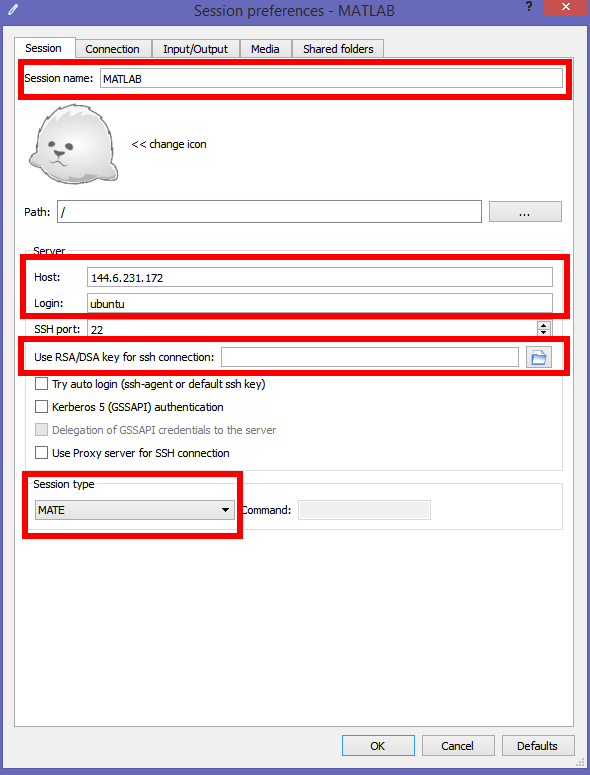 Session preferences - MATLAB
?
Session Connection Input/Output Media Shared folders
Session name: MATLAB
<< change icon
Path: / ...
Server
Host: 144.6.231.172
Login: ubuntu
SSH port: 22
Use RSA/DSA key for ssh connection:
Try auto login (ssh-agent or default ssh key)
Kerberos 5 (GSSAPI) authentication
Delegation of GSSAPI credentials to the server
Use Proxy server for SSH connection
Session type
MATE Command:
OK Cancel Defaults